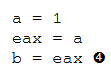 a = 1
eax = a
b = eax ❹